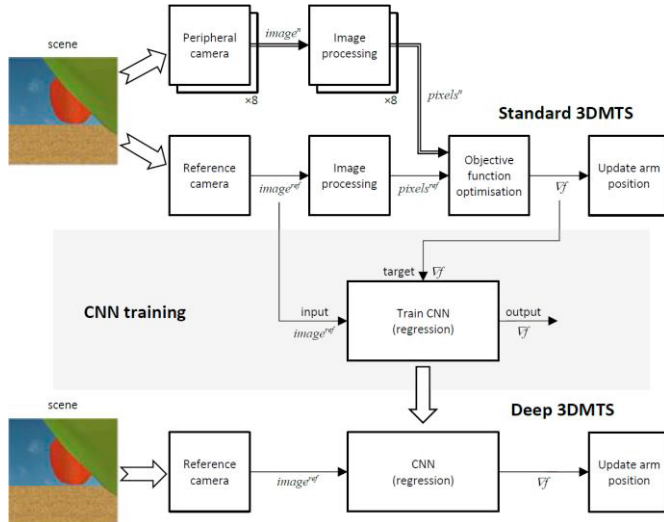 scene
Peripheral
camera
×8
imageⁿ
Image
processing
×8
pixelsⁿ
Standard 3DMTS
Reference
camera
image^ref
Image
processing
pixels^ref
Objective
function
optimisation
∇f
Update arm
position
CNN training
target ∇f
input
image^ref
Train CNN
(regression)
output
∇f
scene
Deep 3DMTS
Reference
camera
image^ref
CNN
(regression)
∇f
Update arm
position